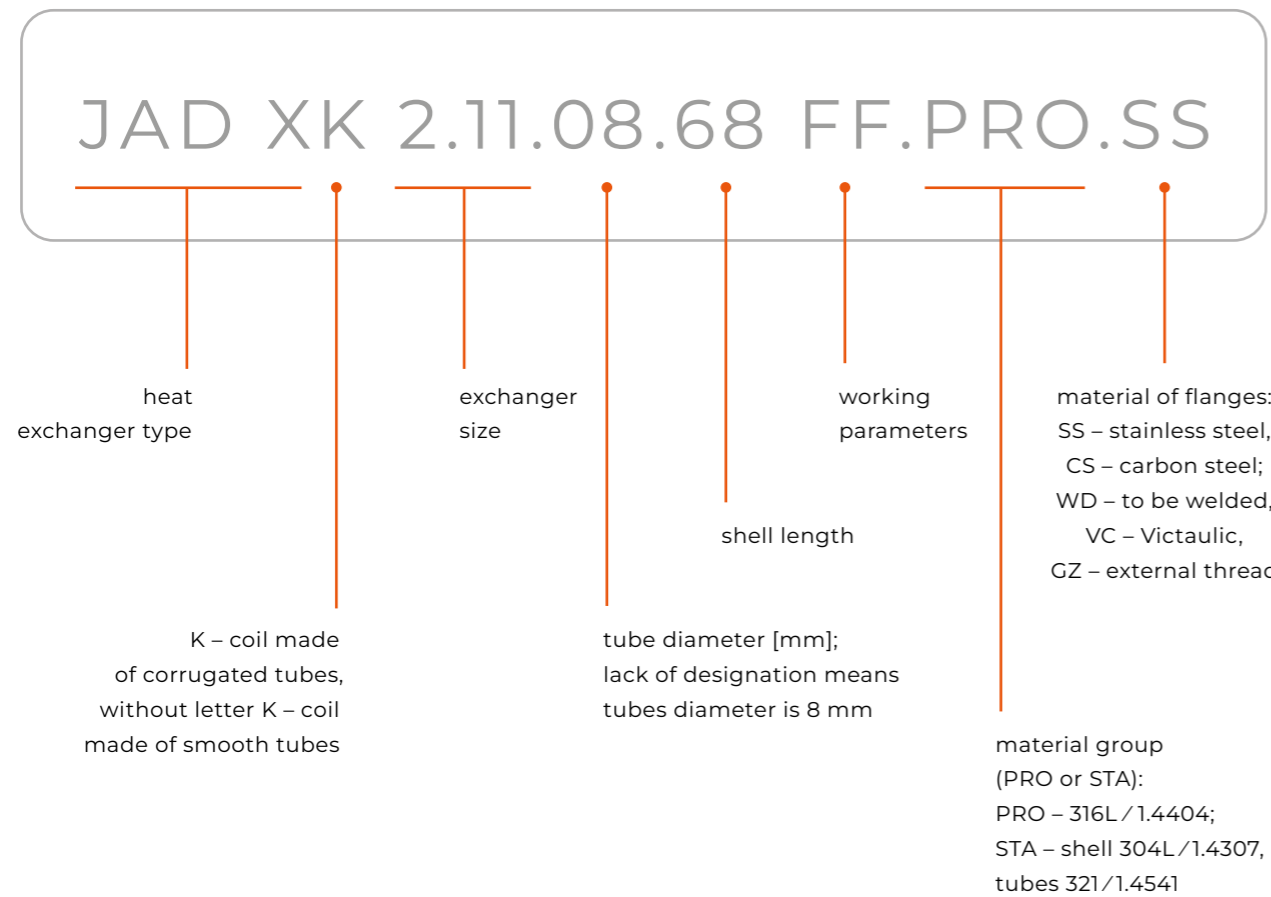 JAD XK 2.11.08.68 FF.PRO.SS
heat
exchanger type
exchanger
size
working
parameters
material of flanges:
SS – stainless steel,
CS – carbon steel;
WD – to be welded,
VC – Victaulic,
GZ – external thread
shell length
K – coil made
of corrugated tubes,
without letter K – coil
made of smooth tubes
tube diameter [mm];
lack of designation means
tubes diameter is 8 mm
material group
(PRO or STA):
PRO – 316L ∕ 1.4404;
STA – shell 304L ∕ 1.4307,
tubes 321 ∕ 1.4541